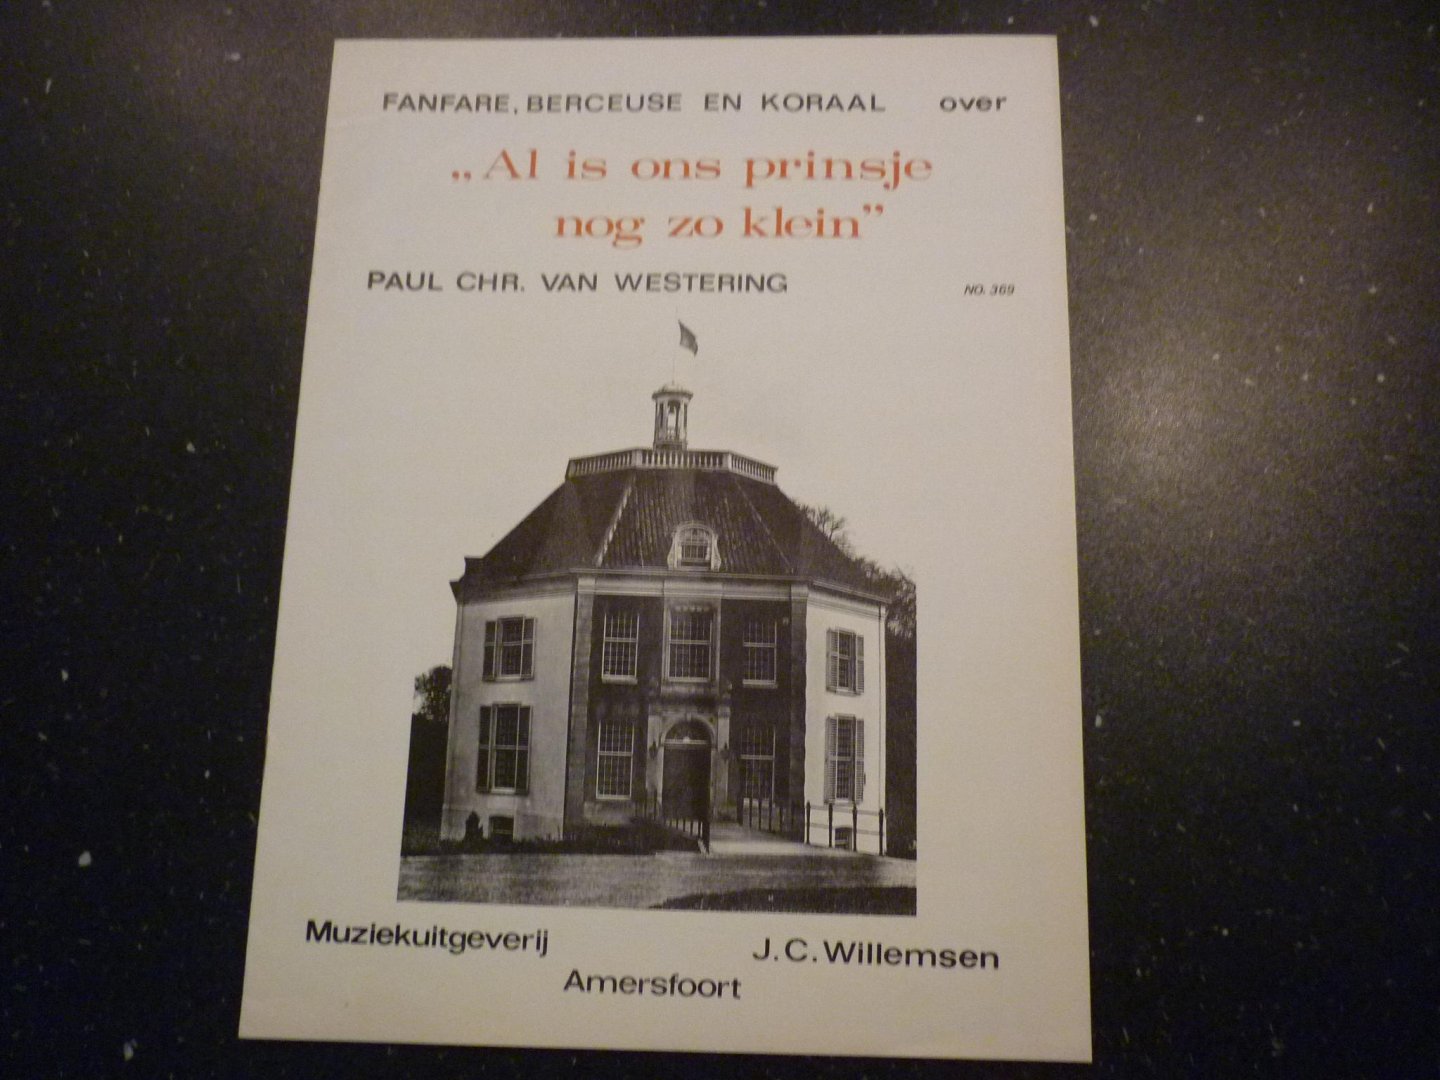 FANFARE, BERCEUSE EN KORAAL over
„Al is ons prinsje
nog zo klein”
PAUL CHR. VAN WESTERING NO. 369
Muziekuitgeverij J.C. Willemsen
Amersfoort